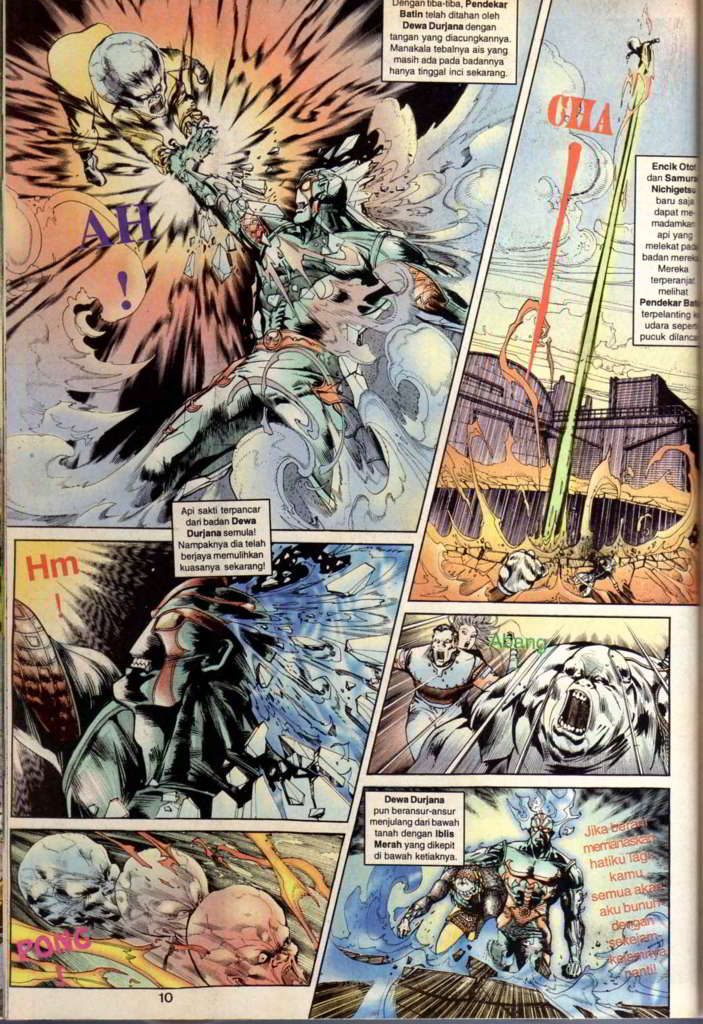 Dengan tiba-tiba, Pendekar
Batin telah ditahan oleh
Dewa Durjana dengan
tangan yang diacungkannya.
Manakala tebalnya ais yang
masih ada pada badannya
hanya tinggal inci sekarang.
AH
!
CHA
!
Encik Otot
dan Samurai
Nichigetsu
baru saja
dapat me-
madamkan
api yang
melekat pada
badan mereka
Mereka
terperanjat
melihat
Pendekar Batin
terpelanting ke
udara seperti
pucuk
Api sakti terpancar
dari badan Dewa
Durjana semula!
Nampaknya dia telah
berjaya memulihkan
kuasanya sekarang!
Hm
!
Abang
PONG
!
Dewa Durjana
pun beransur-ansur
menjulang dari bawah
tanah dengan Iblis
Merah yang dikepit
di bawah ketiaknya.
Jika berani
memanaskan
hatiku lagi
kamu
semua akan
aku bunuh
dengan
sekejam-
kejamnya
nanti!
10